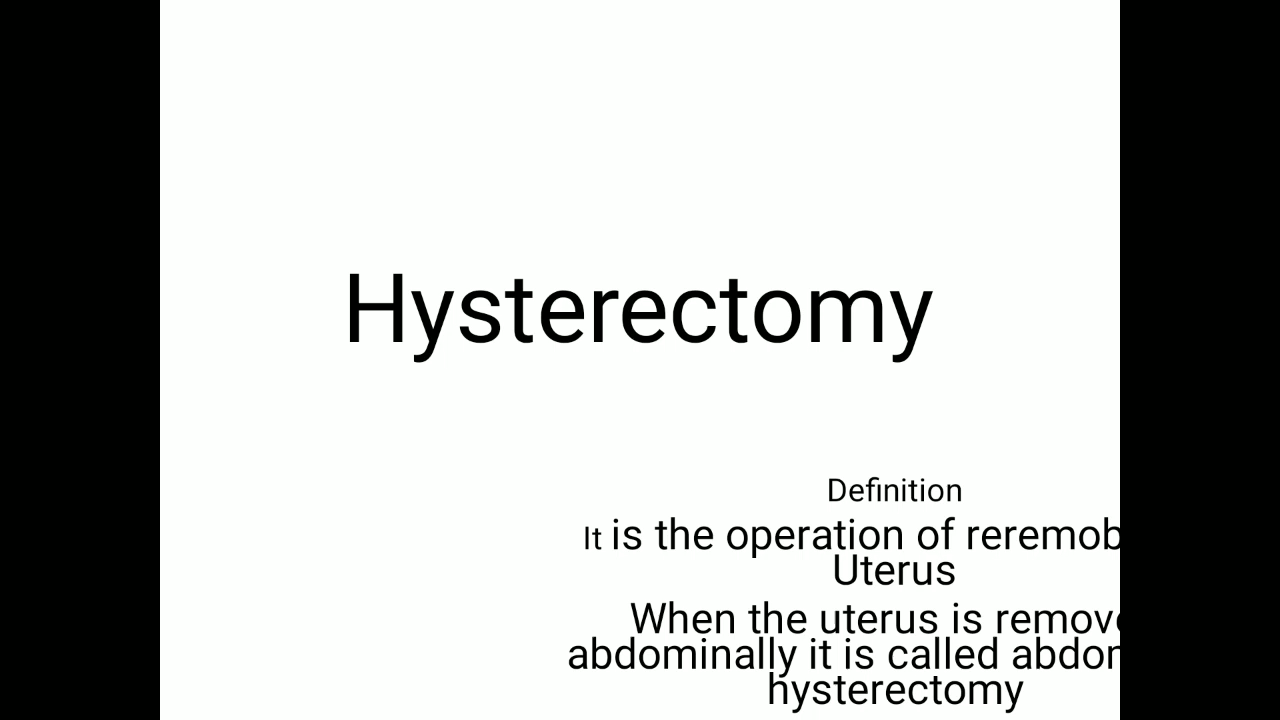 Hysterectomy
Definition
It is the operation of reremob
Uterus
When the uterus is remove
abdominally it is called abdom
hysterectomy